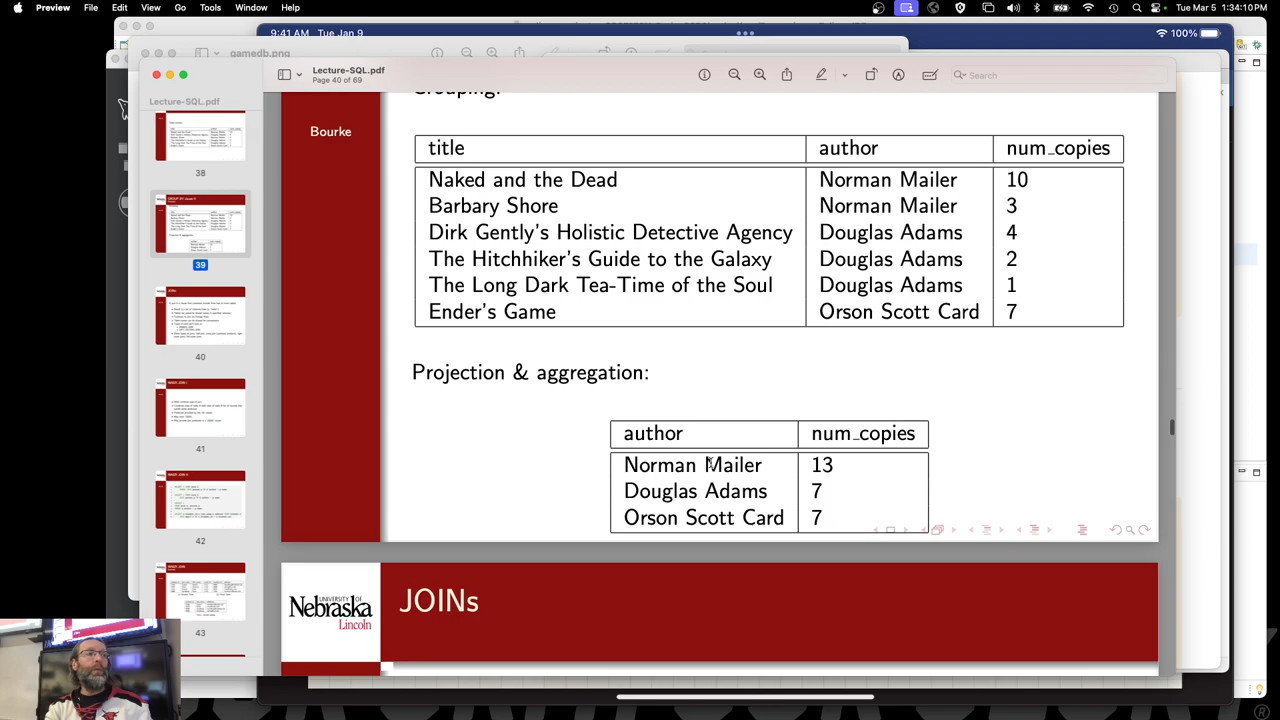 Preview File Edit View Go Tools Window Help
Tue Mar 5 1:34:10 PM
9:41 AM Tue Jan 9
100%
gamedb.png
Lecture-SQL.pdf
Page 40 of 69
Search
Lecture-SQL.pdf
38
39
40
41
42
43
Grouping:
Bourke
title author num_copies
Naked and the Dead Norman Mailer 10
Barbary Shore Norman Mailer 3
Dirk Gently's Holistic Detective Agency Douglas Adams 4
The Hitchhiker's Guide to the Galaxy Douglas Adams 2
The Long Dark Tea-Time of the Soul Douglas Adams 1
Ender's Game Orson Scott Card 7
Projection & aggregation:
author num_copies
Norman Mailer 13
Douglas Adams 7
Orson Scott Card 7
UNIVERSITY OF
Nebraska
Lincoln
JOINs